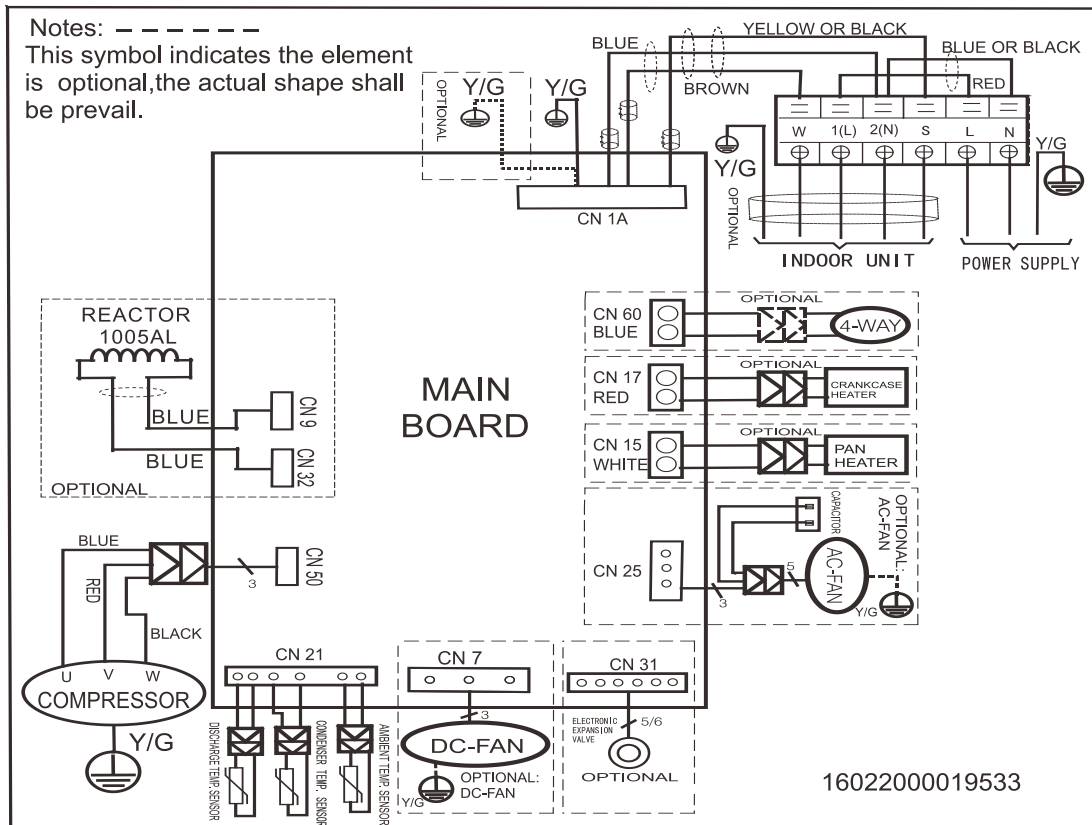 Notes:
This symbol indicates the element
is optional,the actual shape shall
be prevail.
OPTIONAL
Y/G
Y/G
BLUE
YELLOW OR BLACK
BROWN
BLUE OR BLACK
RED
W 1(L) 2(N) S L N
Y/G
Y/G
OPTIONAL
INDOOR UNIT
POWER SUPPLY
CN 1A
REACTOR
1005AL
BLUE
CN 9
BLUE
CN 32
OPTIONAL
MAIN
BOARD
CN 60
BLUE
OPTIONAL
4-WAY
CN 17
RED
OPTIONAL
CRANKCASE
HEATER
CN 15
WHITE
OPTIONAL
PAN
HEATER
CN 25
3
CAPACITOR
5
AC-FAN
Y/G
OPTIONAL:
AC-FAN
BLUE
RED
BLACK
3
CN 50
U V W
COMPRESSOR
Y/G
CN 21
DISCHARGE TEMP. SENSOR
CONDENSER TEMP. SENSOR
AMBIENT TEMP. SENSOR
CN 7
3
DC-FAN
Y/G
OPTIONAL:
DC-FAN
CN 31
ELECTRONIC
EXPANSION
VALVE
5/6
OPTIONAL
16022000019533